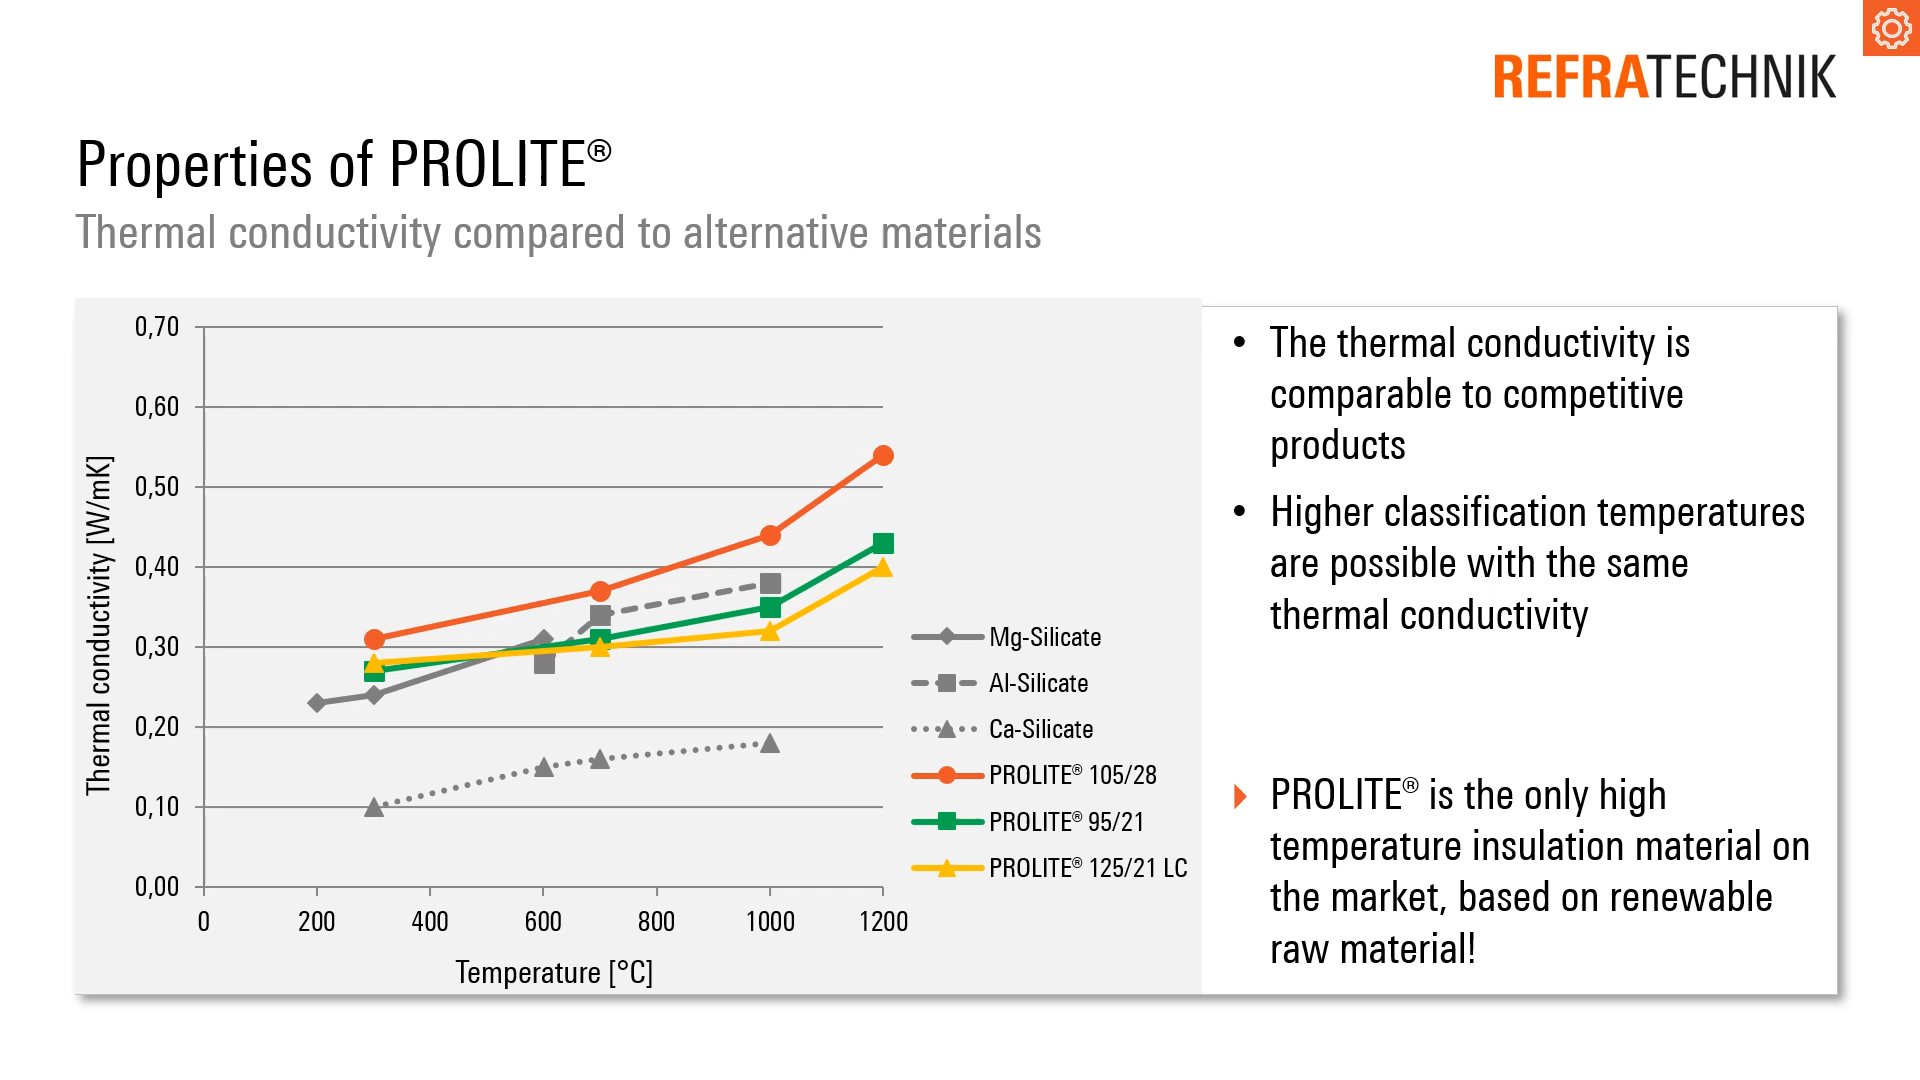 REFRATECHNIK
Properties of PROLITE®
Thermal conductivity compared to alternative materials
0,70
0,60
0,50
0,40
0,30
0,20
0,10
0,00
Thermal conductivity [W/mK]
0 200 400 600 800 1000 1200
Temperature [°C]
Mg-Silicate
Al-Silicate
Ca-Silicate
PROLITE® 105/28
PROLITE® 95/21
PROLITE® 125/21 LC
• The thermal conductivity is
comparable to competitive
products
• Higher classification temperatures
are possible with the same
thermal conductivity
PROLITE® is the only high
temperature insulation material on
the market, based on renewable
raw material!